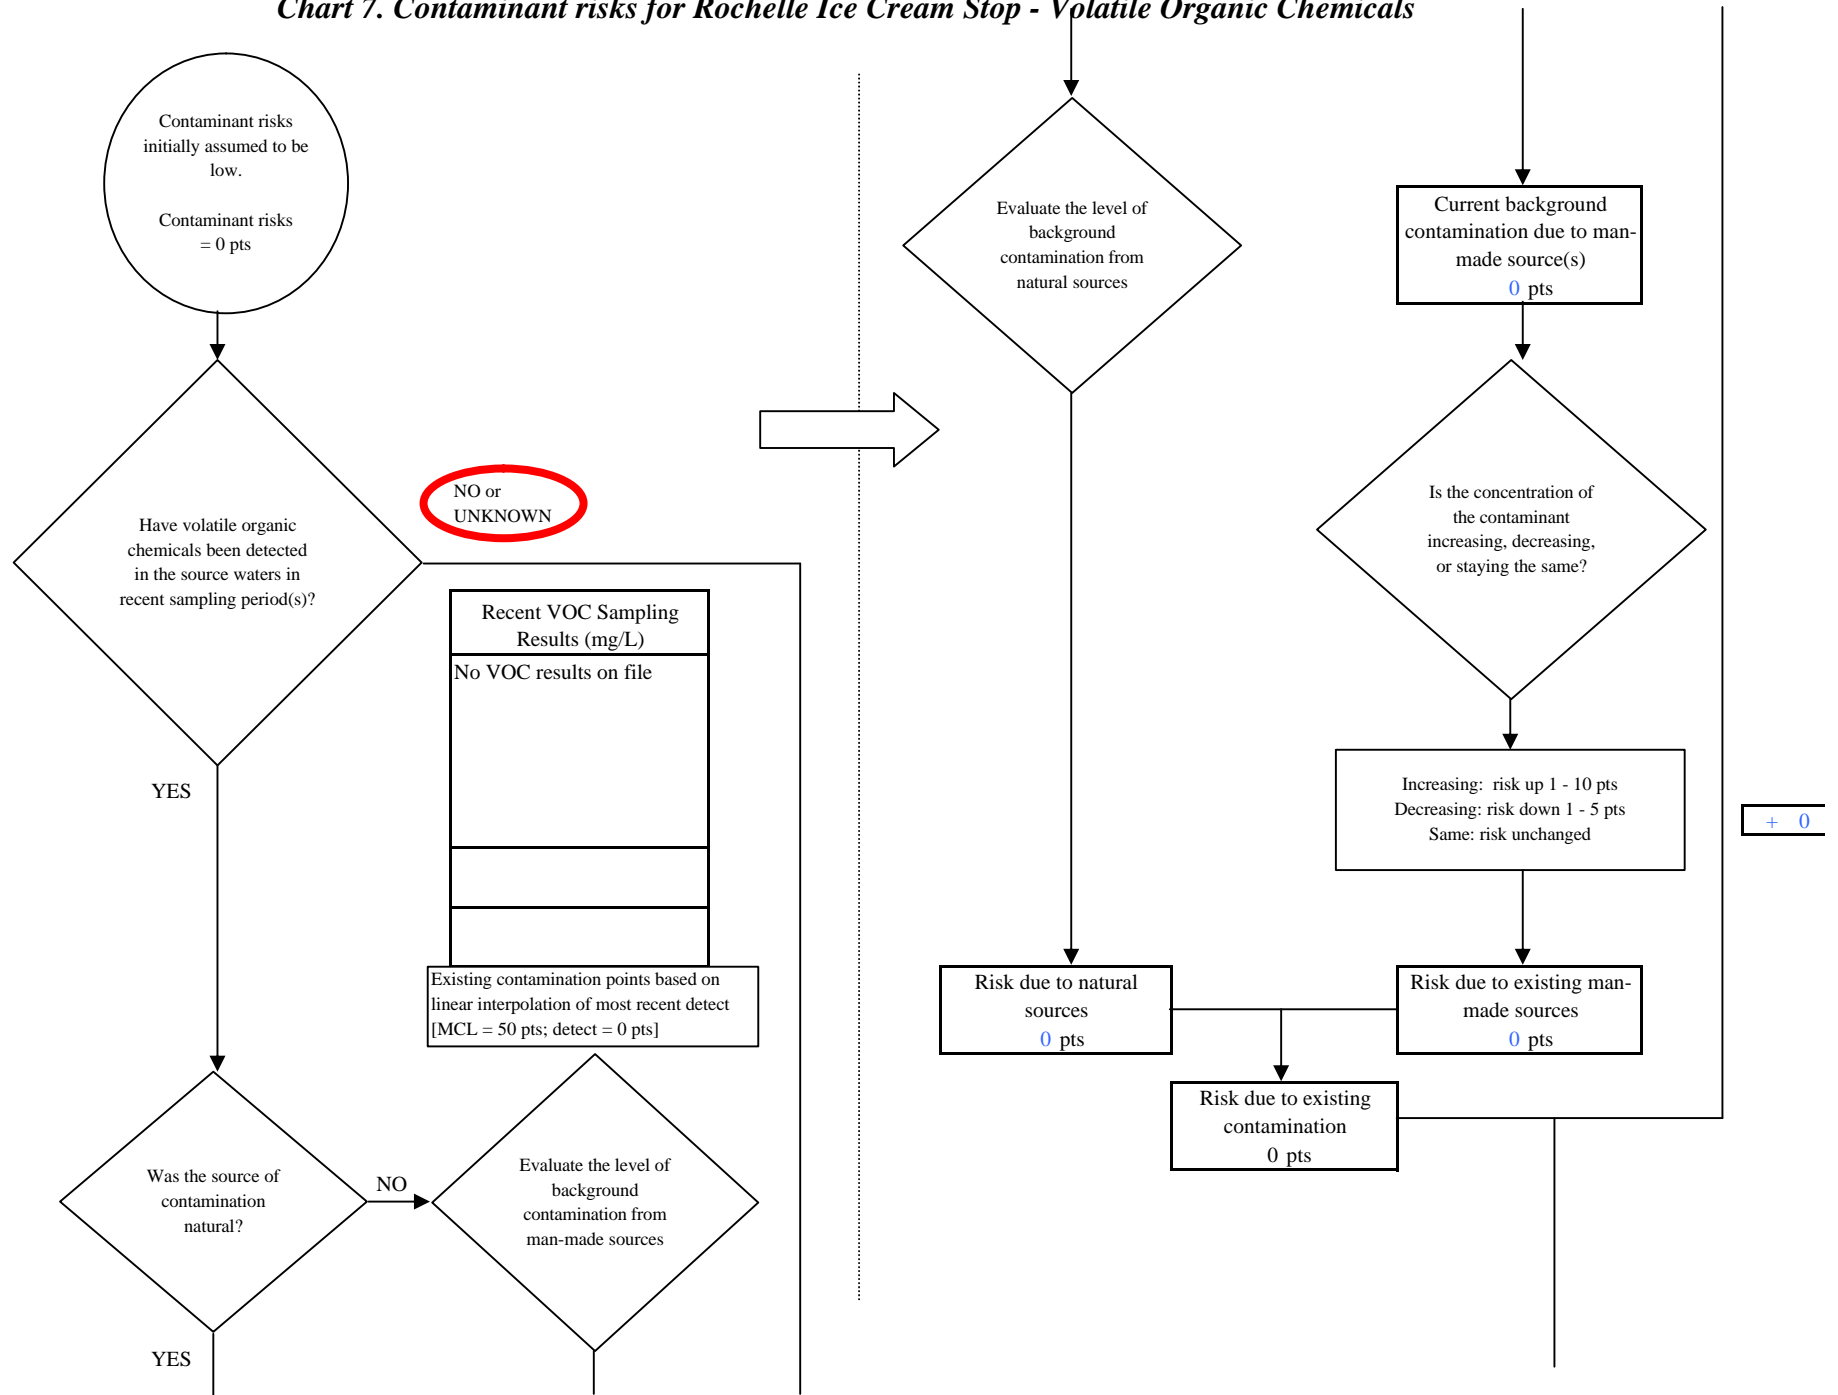 Chart 7. Contaminant risks for Rochelle Ice Cream Stop - Volatile Organic Chemicals
Contaminant risks
initially assumed to be
low.
Contaminant risks
= 0 pts
Have volatile organic
chemicals been detected
in the source waters in
recent sampling period(s)?
NO or
UNKNOWN
YES
Recent VOC Sampling
Results (mg/L)
No VOC results on file
Existing contamination points based on
linear interpolation of most recent detect
[MCL = 50 pts; detect = 0 pts]
Was the source of
contamination
natural?
NO
YES
Evaluate the level of
background
contamination from
man-made sources
Evaluate the level of
background
contamination from
natural sources
Current background
contamination due to man-
made source(s)
0 pts
Is the concentration of
the contaminant
increasing, decreasing,
or staying the same?
Increasing: risk up 1 - 10 pts
Decreasing: risk down 1 - 5 pts
Same: risk unchanged
+ 0
Risk due to natural
sources
0 pts
Risk due to existing man-
made sources
0 pts
Risk due to existing
contamination
0 pts